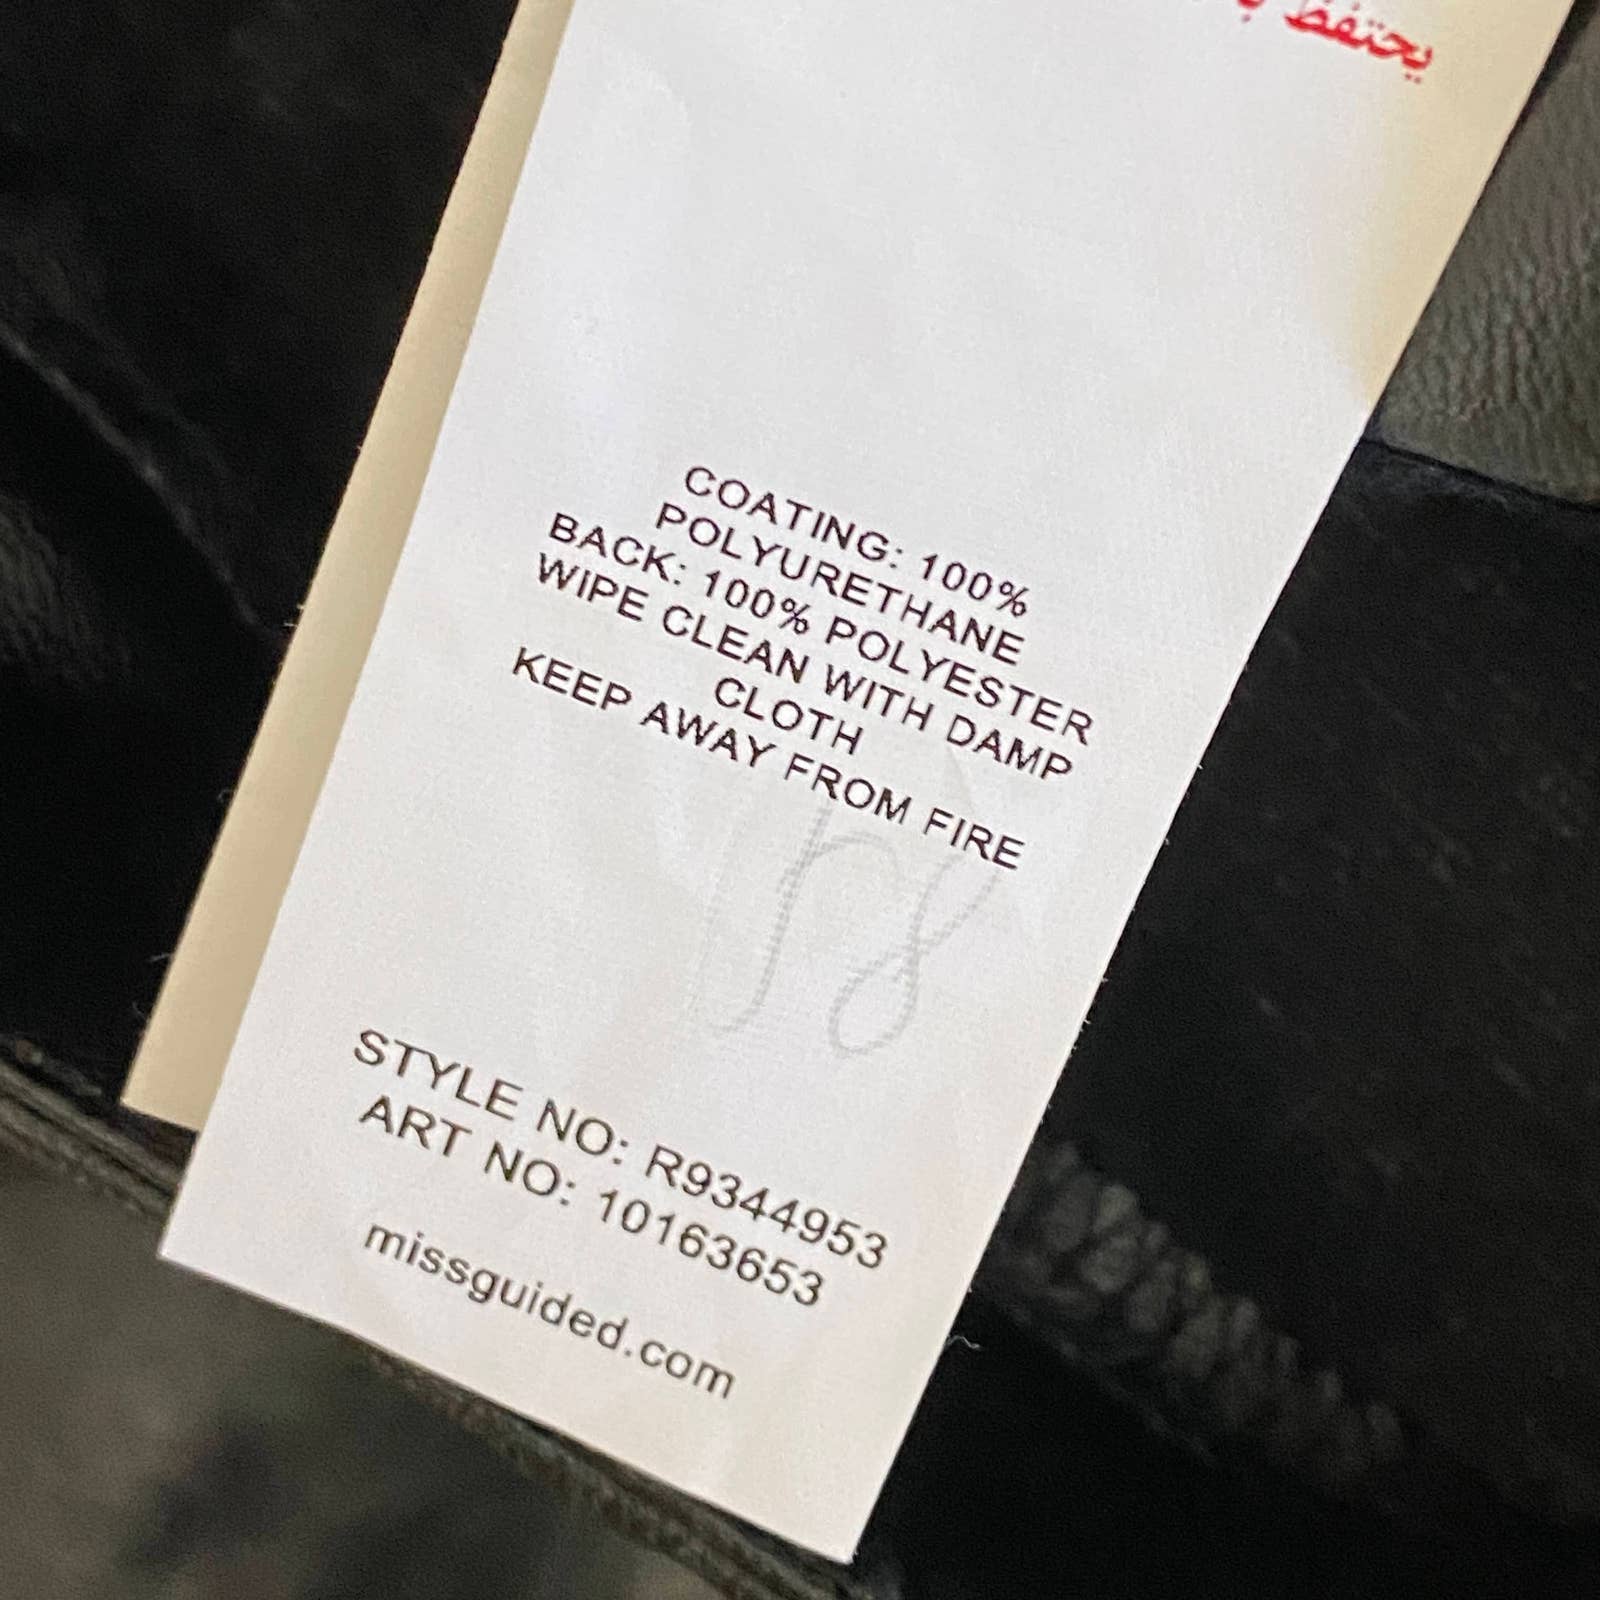 يحتفظ
COATING: 100%
POLYURETHANE
BACK: 100% POLYESTER
WIPE CLEAN WITH DAMP
CLOTH
KEEP AWAY FROM FIRE
STYLE NO: R9344953
ART NO: 10163653
missguided.com